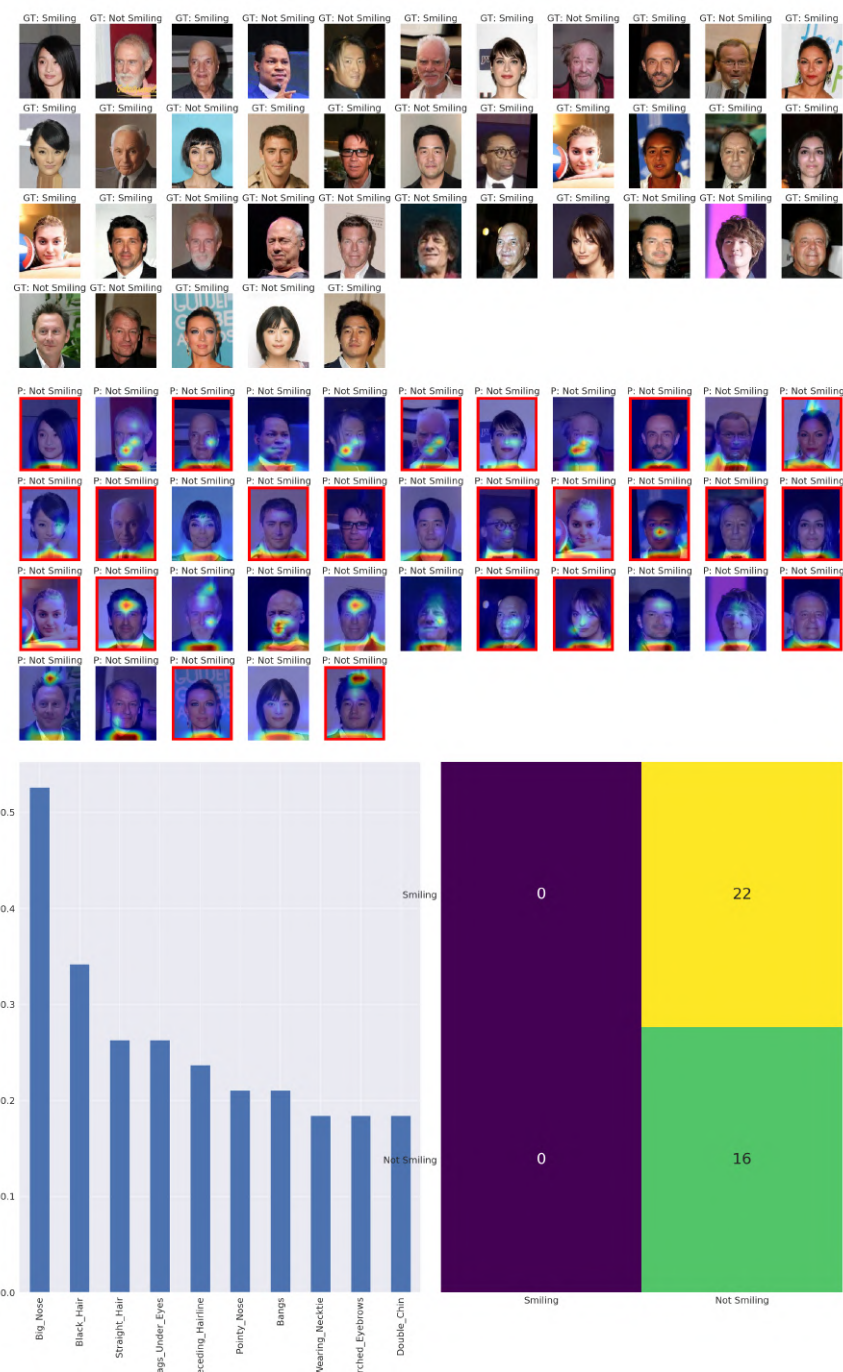 GT: Smiling GT: Not Smiling GT: Smiling GT: Not Smiling GT: Not Smiling GT: Smiling GT: Smiling GT: Not Smiling GT: Smiling GT: Not Smiling GT: Smiling
GT: Smiling GT: Smiling GT: Not Smiling GT: Smiling GT: Smiling GT: Not Smiling GT: Smiling GT: Smiling GT: Smiling GT: Smiling GT: Smiling
GT: Smiling GT: Smiling GT: Not Smiling GT: Not Smiling GT: Not Smiling GT: Not Smiling GT: Smiling GT: Smiling GT: Not Smiling GT: Not Smiling GT: Smiling
GT: Not Smiling GT: Not Smiling GT: Smiling GT: Not Smiling GT: Smiling
P: Not Smiling P: Not Smiling P: Not Smiling P: Not Smiling P: Not Smiling P: Not Smiling P: Not Smiling P: Not Smiling P: Not Smiling P: Not Smiling P: Not Smiling
P: Not Smiling P: Not Smiling P: Not Smiling P: Not Smiling P: Not Smiling P: Not Smiling P: Not Smiling P: Not Smiling P: Not Smiling P: Not Smiling P: Not Smiling
P: Not Smiling P: Not Smiling P: Not Smiling P: Not Smiling P: Not Smiling P: Not Smiling P: Not Smiling P: Not Smiling P: Not Smiling P: Not Smiling P: Not Smiling
P: Not Smiling P: Not Smiling P: Not Smiling P: Not Smiling P: Not Smiling
0.5
0.4
0.3
0.2
0.1
0.0
Big_Nose
Black_Hair
Straight_Hair
ags_Under_Eyes
eceding_Hairline
Pointy_Nose
Bangs
Wearing_Necktie
rched_Eyebrows
Double_Chin
Smiling 0 22
Not Smiling 0 16
Smiling Not Smiling